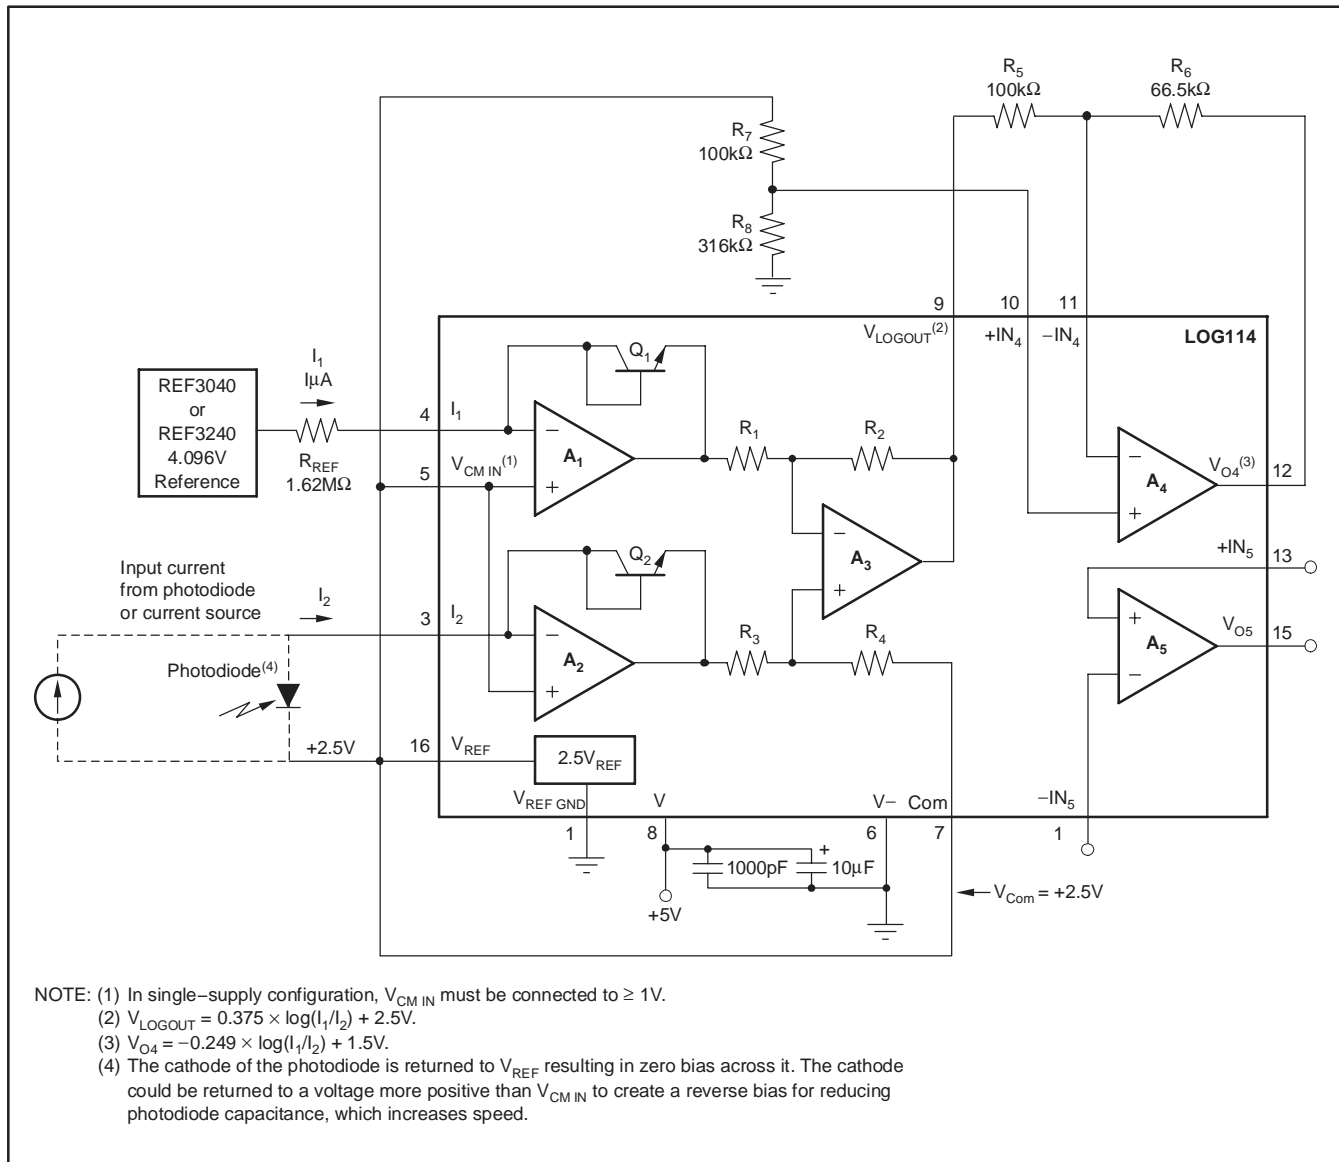 R5
100kΩ
R6
66.5kΩ
R7
100kΩ
R8
316kΩ
9
10
11
VLOGOUT(2)
+IN4
−IN4
LOG114
Q1
I1
IμA
REF3040
or
REF3240
4.096V
Reference
RREF
1.62MΩ
4
I1
5
VCM IN(1)
−
+
A1
R1
R2
−
+
A3
−
+
A4
VO4(3)
12
+IN5
13
+
−
A5
VO5
15
Input current
from photodiode
or current source
I2
3
I2
Q2
−
+
A2
R3
R4
Photodiode(4)
+2.5V
16
VREF
2.5VREF
VREF GND
1
V
8
V−
6
Com
7
−IN5
1
1000pF
+
10μF
+5V
VCom = +2.5V
NOTE: (1) In single−supply configuration, VCM IN must be connected to ≥ 1V.
(2) VLOGOUT = 0.375 × log(I1/I2) + 2.5V.
(3) VO4 = −0.249 × log(I1/I2) + 1.5V.
(4) The cathode of the photodiode is returned to VREF resulting in zero bias across it. The cathode
could be returned to a voltage more positive than VCM IN to create a reverse bias for reducing
photodiode capacitance, which increases speed.